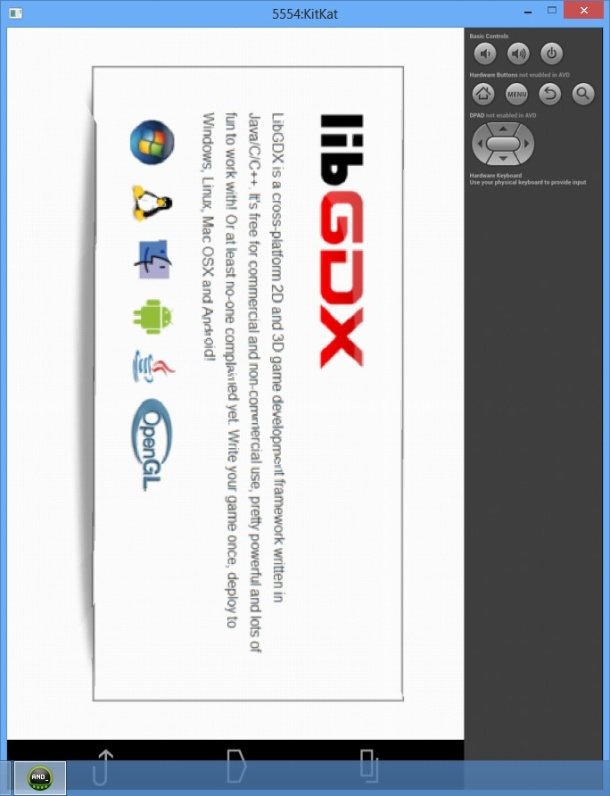 5554:KitKat
Basic Controls
Hardware Buttons not enabled in AVD
MENU
DPAD not enabled in AVD
Hardware Keyboard
Use your physical keyboard to provide input
libGDX
LibGDX is a cross-platform 2D and 3D game development framework written in
Java/C/C++. It's free for commercial and non-commercial use, pretty powerful and lots of
fun to work with! Or at least no-one complained yet. Write your game once, deploy to
Windows, Linux, Mac OSX and Android!
OpenGL
AND_